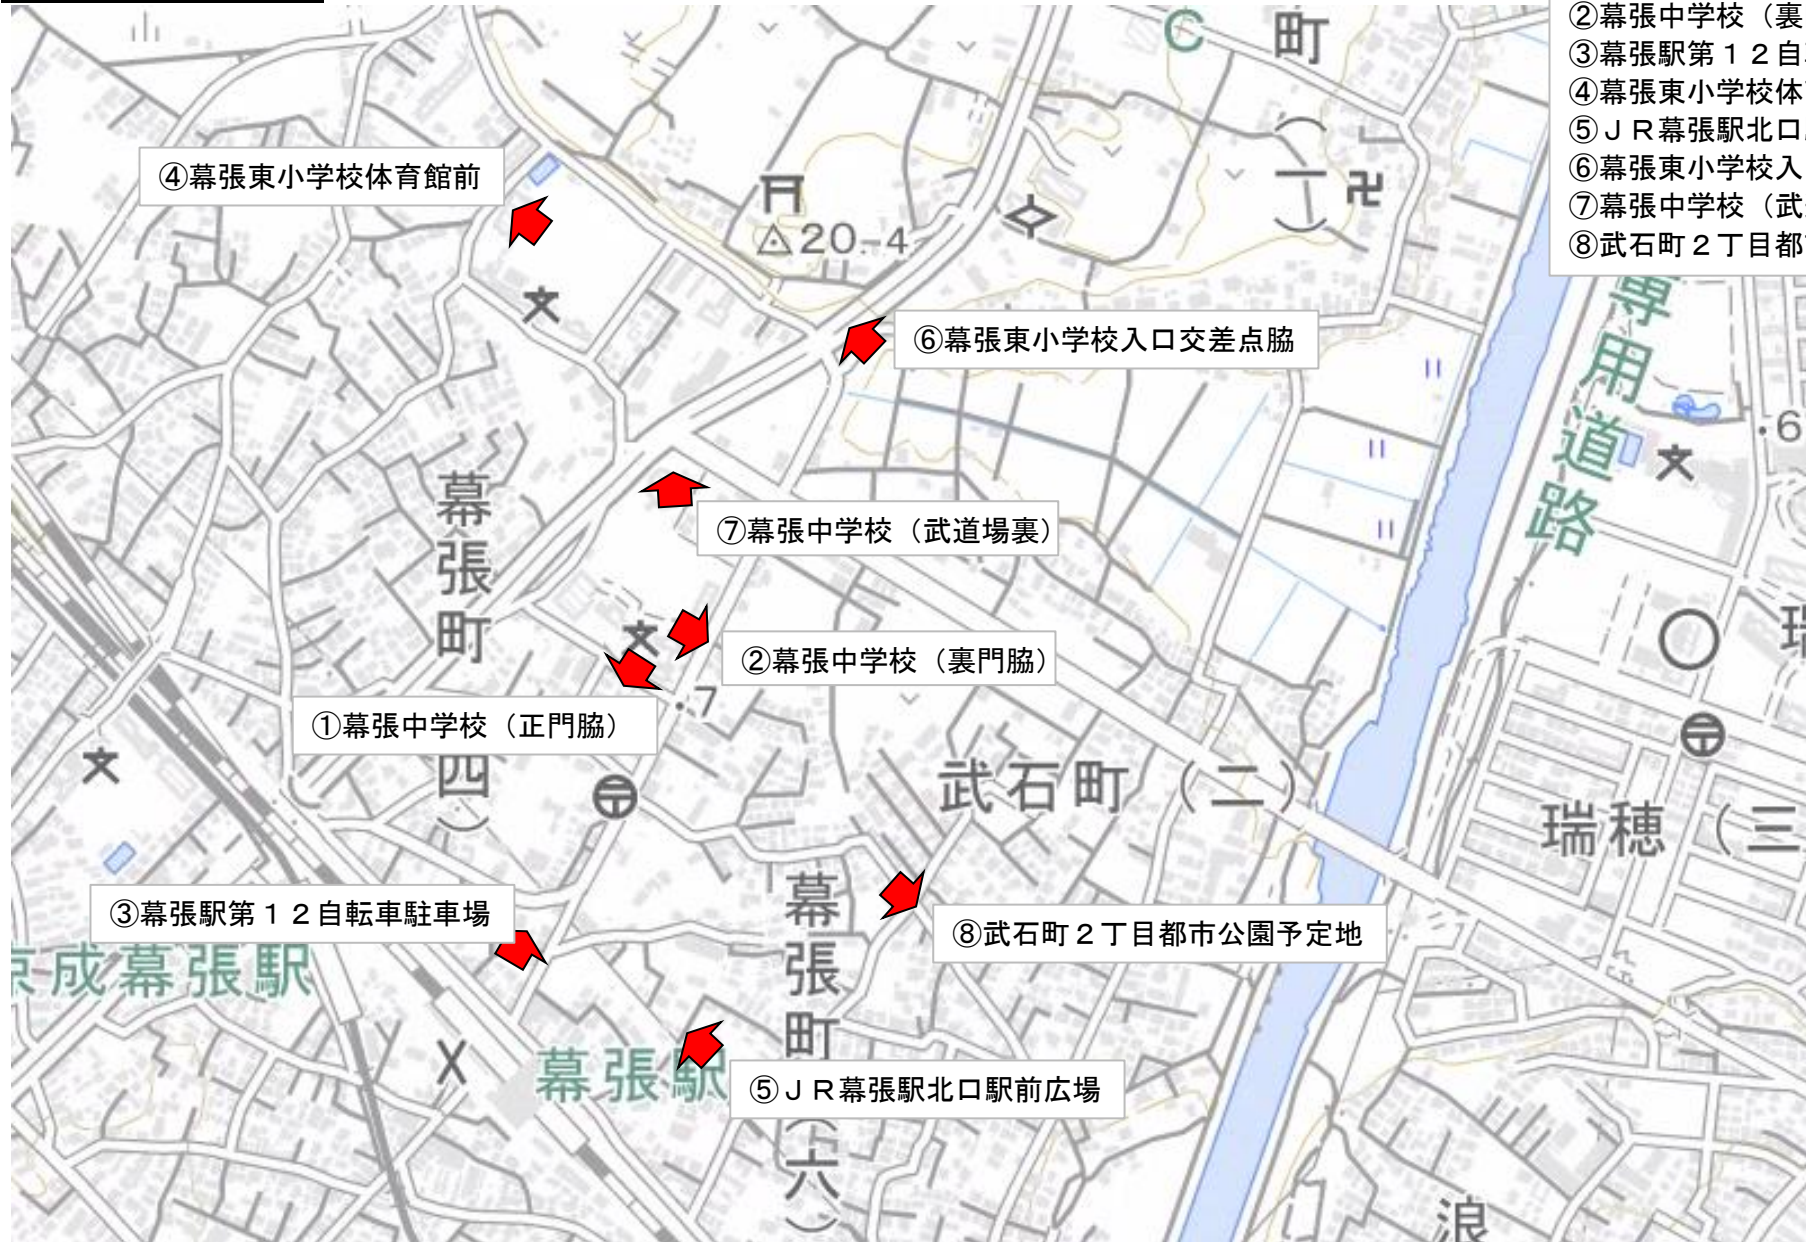 ②幕張中学校（裏
③幕張駅第１２自
④幕張東小学校体
⑤ＪＲ幕張駅北口
⑥幕張東小学校入
⑦幕張中学校（武
⑧武石町２丁目都
C
町
（一）
20.4
④幕張東小学校体育館前
⑥幕張東小学校入口交差点脇
専用道路
.6
幕張町
（四）
⑦幕張中学校（武道場裏）
②幕張中学校（裏門脇）
.7
①幕張中学校（正門脇）
武石町（二）
瑞穂（三
③幕張駅第１２自転車駐車場
⑧武石町２丁目都市公園予定地
京成幕張駅
幕張町
（六）
幕張駅
⑤ＪＲ幕張駅北口駅前広場
浪